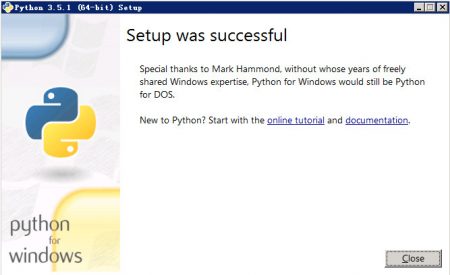 Python 3.5.1 (64-bit) Setup
Setup was successful
Special thanks to Mark Hammond, without whose years of freely
shared Windows expertise, Python for Windows would still be Python
for DOS.
New to Python? Start with the online tutorial and documentation.
python
for
windows
Close